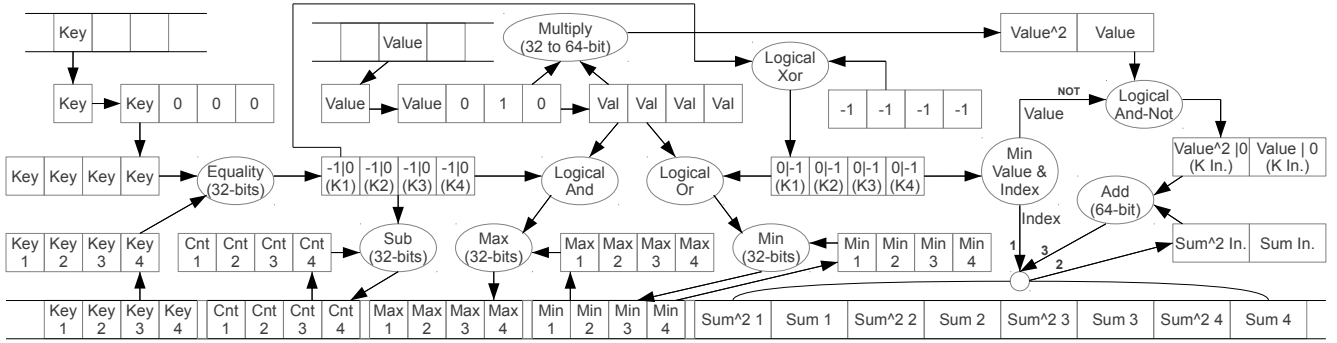 Key
Value
Multiply
(32 to 64-bit)
Value^2 Value
Logical
Xor
Key Key 0 0 0
Value Value 0 1 0
Val Val Val Val
-1 -1 -1 -1
NOT
Value
Logical
And-Not
Key Key Key Key
Equality
(32-bits)
-1|0 -1|0 -1|0 -1|0
(K1) (K2) (K3) (K4)
Logical
And
Logical
Or
0|-1 0|-1 0|-1 0|-1
(K1) (K2) (K3) (K4)
Min
Value &
Index
Value^2 |0 Value | 0
(K In.) (K In.)
Add
(64-bit)
Index
Key Key Key Key
1 2 3 4
Cnt Cnt Cnt Cnt
1 2 3 4
Sub
(32-bits)
Max
(32-bits)
Max Max Max Max
1 2 3 4
Min
(32-bits)
Min Min Min Min
1 2 3 4
1 3
2
Sum^2 In. Sum In.
Key Key Key Key
1 2 3 4
Cnt Cnt Cnt Cnt
1 2 3 4
Max Max Max Max
1 2 3 4
Min Min Min Min
1 2 3 4
Sum^2 1 Sum 1 Sum^2 2 Sum 2 Sum^2 3 Sum 3 Sum^2 4 Sum 4